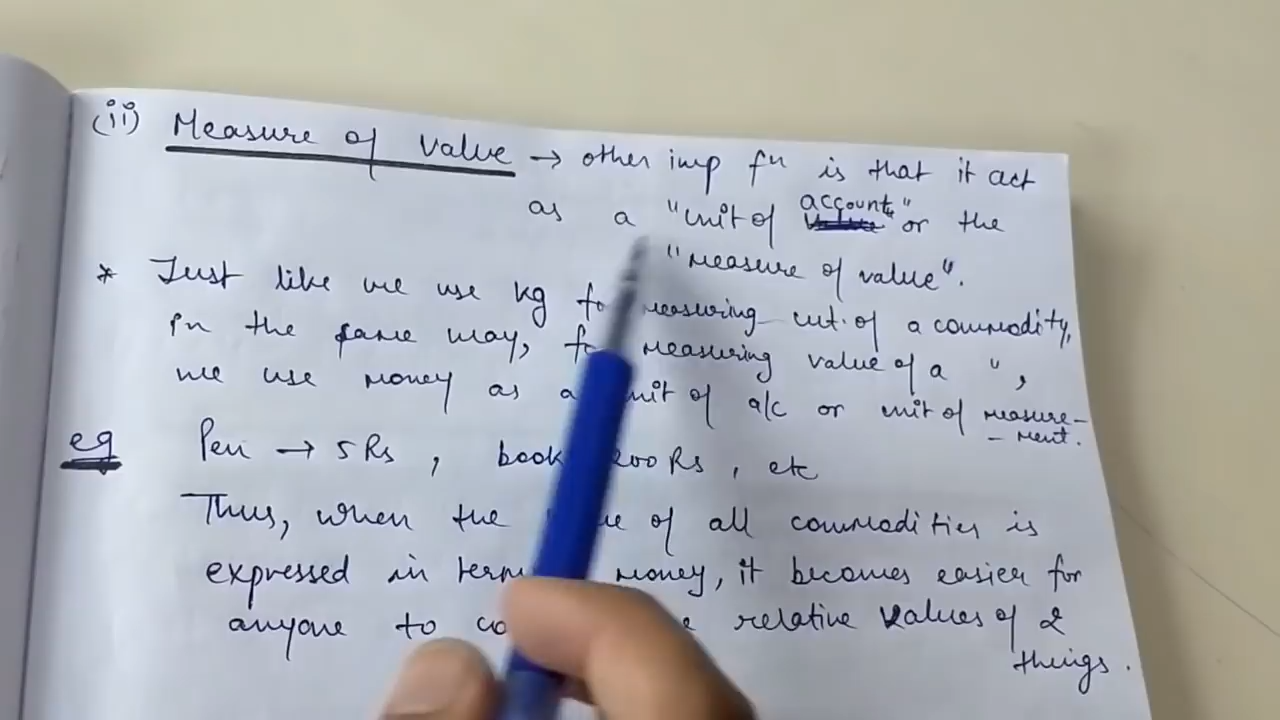 (ii) Measure of value → other imp fn is that it act
as a "unit of account" or the
"measure of value".
* Just like we use kg for measuring wt. of a commodity,
in the same way, for measuring value of a ",
we use money as a unit of a/c or unit of measure-
-ment.
eg Pen → 5 Rs, book 200 Rs, etc
Thus, when the of all commodities is
expressed in terms money, it becomes easier for
anyone to relative values of 2
things.